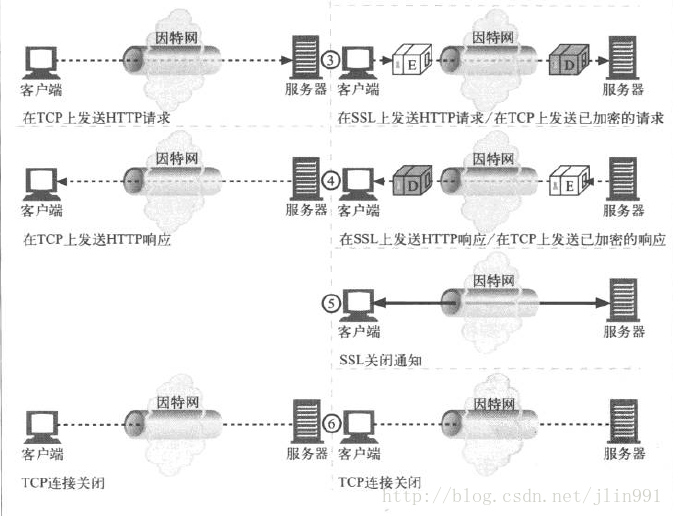 因特网
客户端
服务器
在TCP上发送HTTP请求
③
因特网
E
D
客户端
服务器
在SSL上发送HTTP请求/在TCP上发送已加密的请求
因特网
客户端
服务器
在TCP上发送HTTP响应
④
因特网
D
E
客户端
服务器
在SSL上发送HTTP响应/在TCP上发送已加密的响应
⑤
因特网
客户端
服务器
SSL关闭通知
因特网
客户端
服务器
TCP连接关闭
⑥
因特网
客户端
服务器
TCP连接关闭
http://blog.csdn.net/jlin991